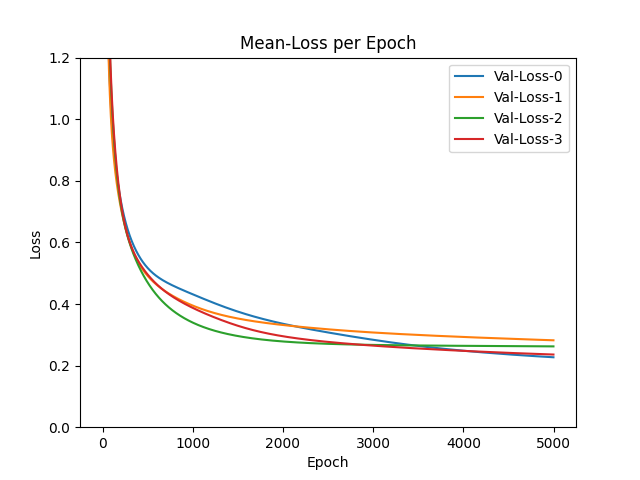 Mean-Loss per Epoch
1.2
1.0
0.8
0.6
0.4
0.2
0.0
Loss
Val-Loss-0
Val-Loss-1
Val-Loss-2
Val-Loss-3
0 1000 2000 3000 4000 5000
Epoch